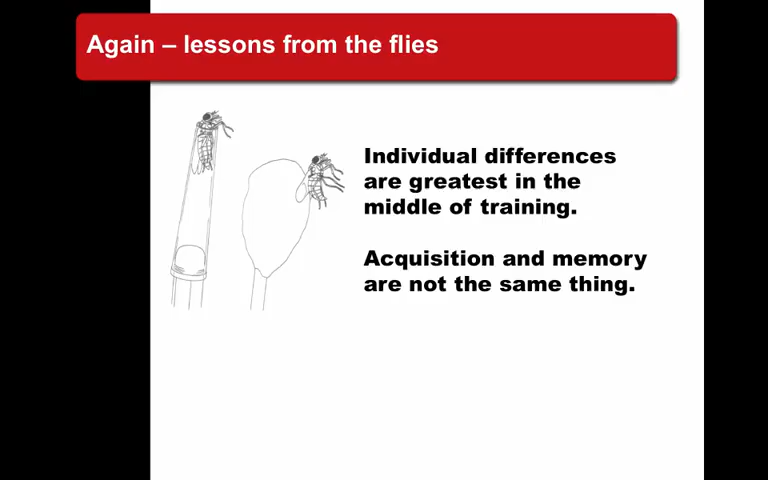 Again – lessons from the flies
Individual differences
are greatest in the
middle of training.
Acquisition and memory
are not the same thing.